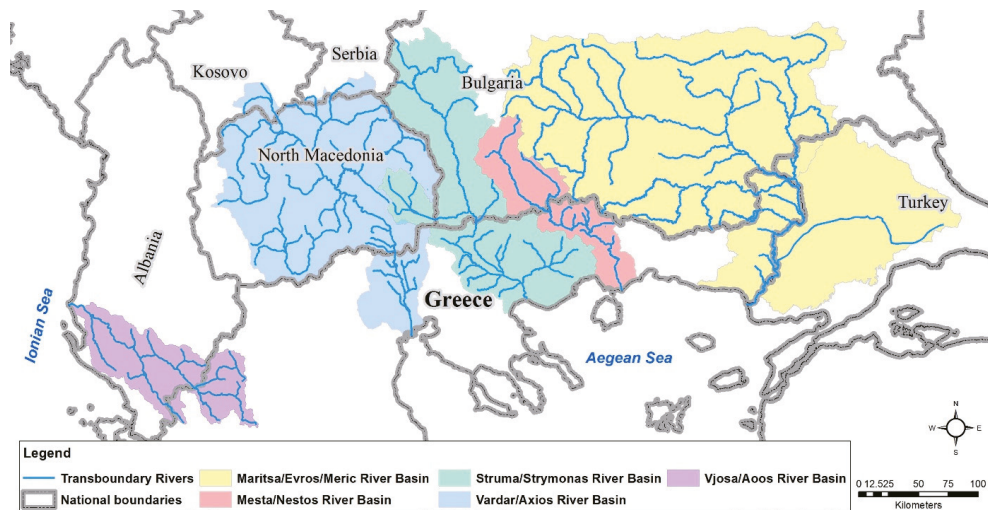 Serbia
Kosovo
Bulgaria
North Macedonia
Turkey
Albania
Greece
Ionian Sea
Aegean Sea
N
W E
S
Legend
Transboundary Rivers
Maritsa/Evros/Meric River Basin
Struma/Strymonas River Basin
Vjosa/Aoos River Basin
National boundaries
Mesta/Nestos River Basin
Vardar/Axios River Basin
0 12.525 50 75 100
Kilometers